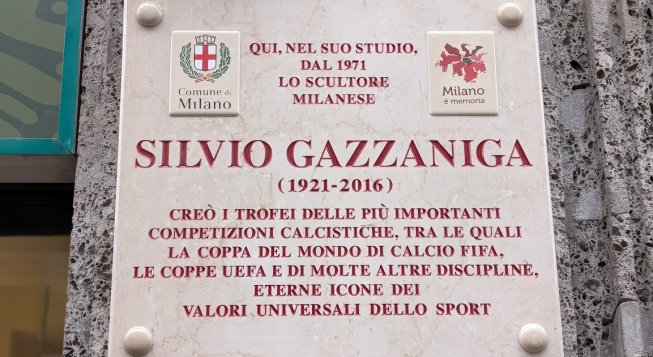 Comune di
Milano
QUI, NEL SUO STUDIO,
DAL 1971
LO SCULTORE
MILANESE
Milano
è memoria
SILVIO GAZZANIGA
(1921-2016)
CREÒ I TROFEI DELLE PIÙ IMPORTANTI
COMPETIZIONI CALCISTICHE, TRA LE QUALI
LA COPPA DEL MONDO DI CALCIO FIFA,
LE COPPE UEFA E DI MOLTE ALTRE DISCIPLINE,
ETERNE ICONE DEI
VALORI UNIVERSALI DELLO SPORT